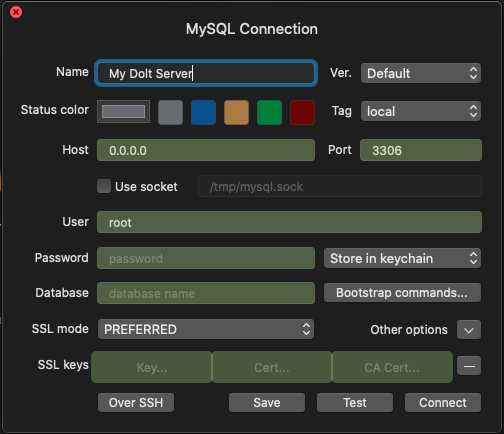 MySQL Connection
Name My Dolt Server Ver. Default
Status color Tag local
Host 0.0.0.0 Port 3306
Use socket /tmp/mysql.sock
User root
Password password Store in keychain
Database database name Bootstrap commands...
SSL mode PREFERRED Other options
SSL keys Key... Cert... CA Cert...
Over SSH Save Test Connect